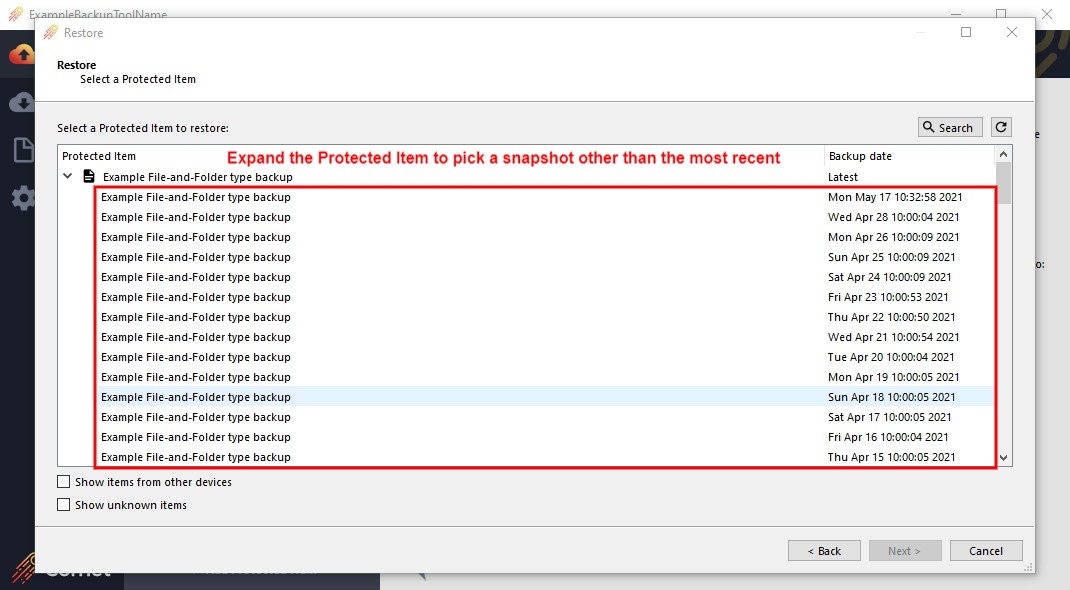 ExampleBackupToolName
Restore
Restore
Select a Protected Item
Select a Protected Item to restore:
Search
Protected Item
Expand the Protected Item to pick a snapshot other than the most recent
Backup date
Example File-and-Folder type backup Latest
Example File-and-Folder type backup Mon May 17 10:32:58 2021
Example File-and-Folder type backup Wed Apr 28 10:00:04 2021
Example File-and-Folder type backup Mon Apr 26 10:00:09 2021
Example File-and-Folder type backup Sun Apr 25 10:00:09 2021
Example File-and-Folder type backup Sat Apr 24 10:00:09 2021
Example File-and-Folder type backup Fri Apr 23 10:00:53 2021
Example File-and-Folder type backup Thu Apr 22 10:00:50 2021
Example File-and-Folder type backup Wed Apr 21 10:00:54 2021
Example File-and-Folder type backup Tue Apr 20 10:00:04 2021
Example File-and-Folder type backup Mon Apr 19 10:00:05 2021
Example File-and-Folder type backup Sun Apr 18 10:00:05 2021
Example File-and-Folder type backup Sat Apr 17 10:00:05 2021
Example File-and-Folder type backup Fri Apr 16 10:00:04 2021
Example File-and-Folder type backup Thu Apr 15 10:00:05 2021
Show items from other devices
Show unknown items
< Back
Next >
Cancel